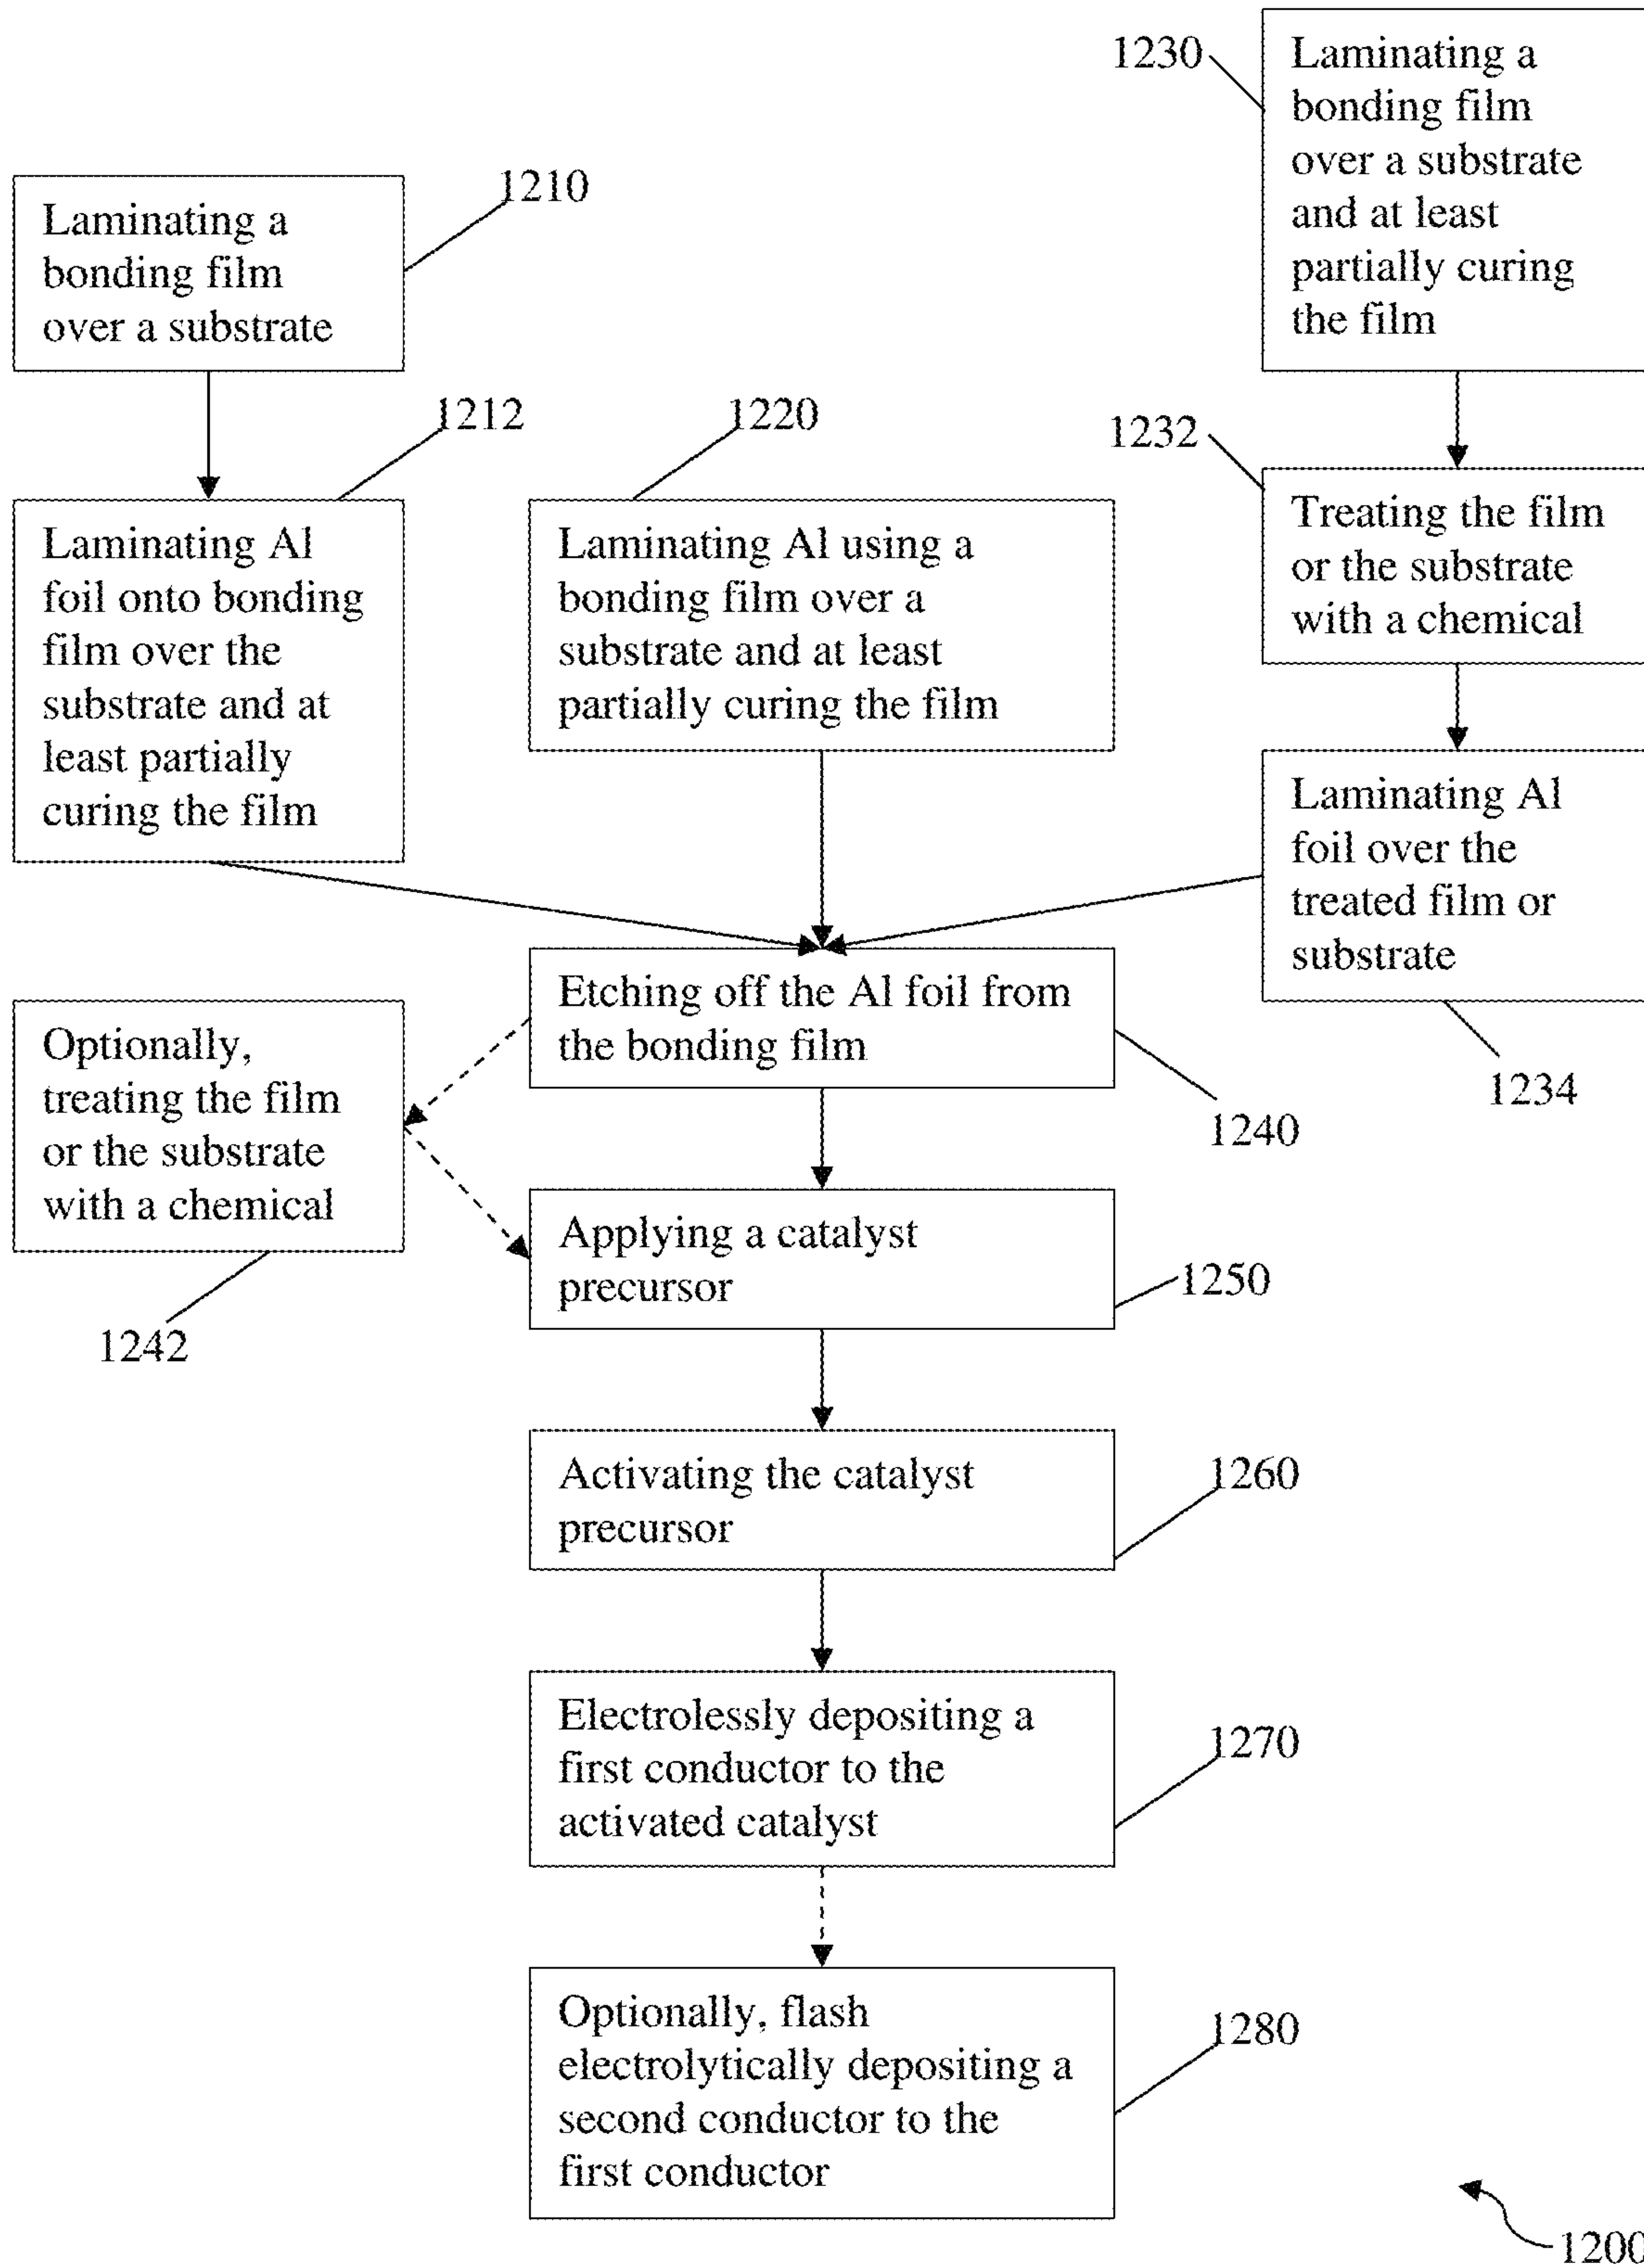 1230
Laminating a
bonding film
over a substrate
and at least
partially curing
the film
1210
Laminating a
bonding film
over a substrate
1212
1220
1232
Laminating Al
foil onto bonding
film over the
substrate and at
least partially
curing the film
Laminating Al using a
bonding film over a
substrate and at least
partially curing the film
Treating the film
or the substrate
with a chemical
Laminating Al
foil over the
treated film or
substrate
1234
Etching off the Al foil from
the bonding film
1240
Optionally,
treating the film
or the substrate
with a chemical
1242
Applying a catalyst
precursor
1250
Activating the catalyst
precursor
1260
Electrolessly depositing a
first conductor to the
activated catalyst
1270
Optionally, flash
electrolytically depositing a
second conductor to the
first conductor
1280
1200